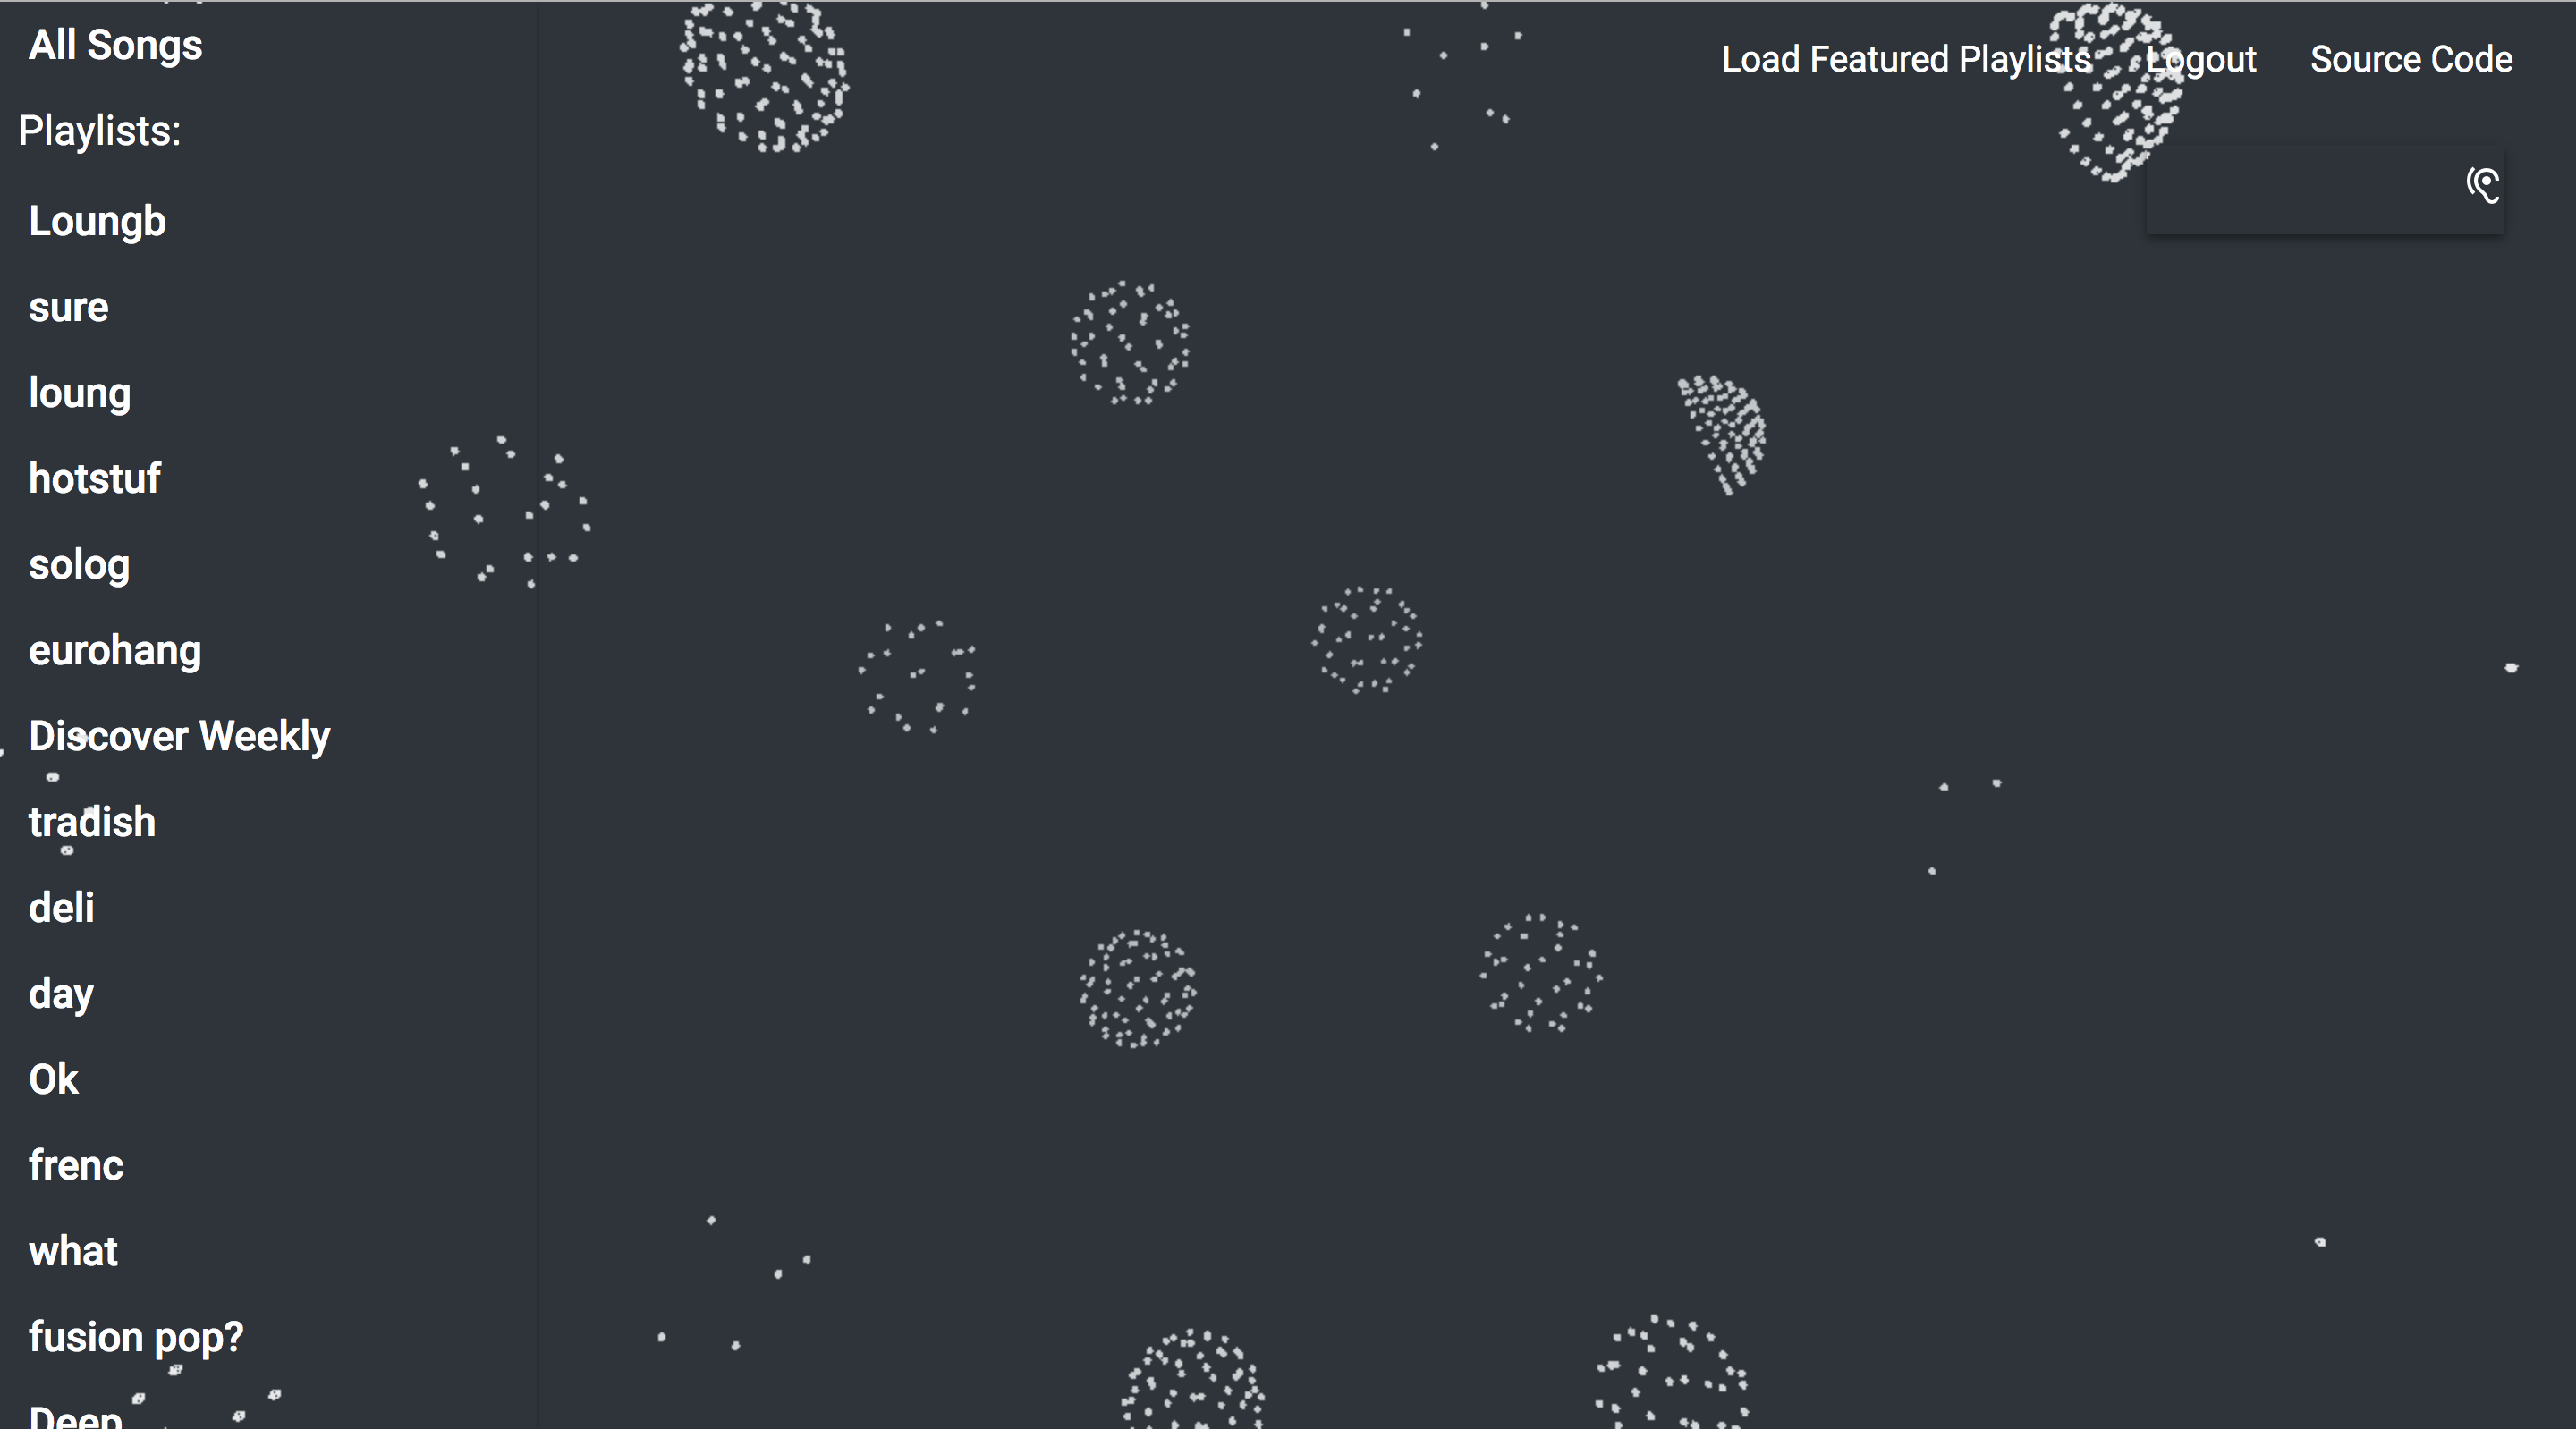 All Songs
Load Featured Playlists
Logout
Source Code
Playlists:
Loungb
sure
loung
hotstuf
solog
eurohang
Discover Weekly
tradish
deli
day
Ok
frenc
what
fusion pop?
Deep